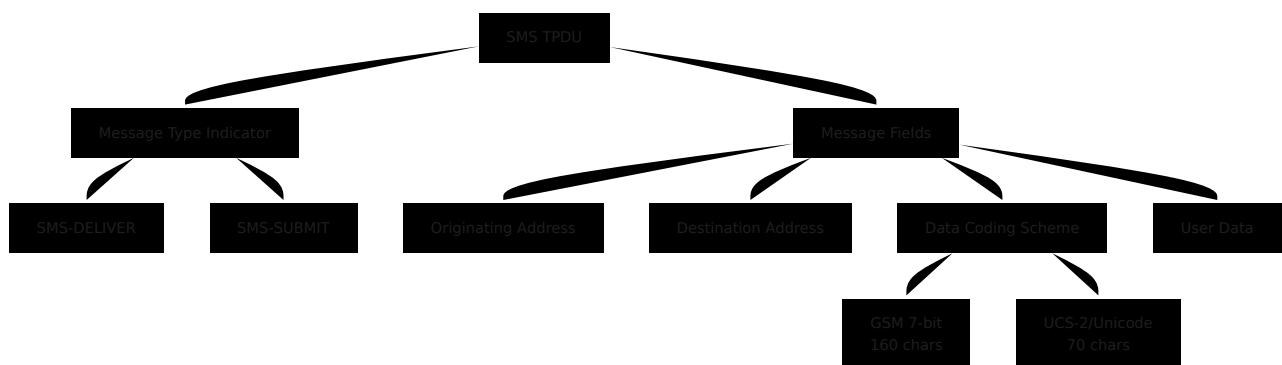 SMS TPDU
Message Type Indicator
Message Fields
SMS-DELIVER
SMS-SUBMIT
Originating Address
Destination Address
Data Coding Scheme
User Data
GSM 7-bit
160 chars
UCS-2/Unicode
70 chars